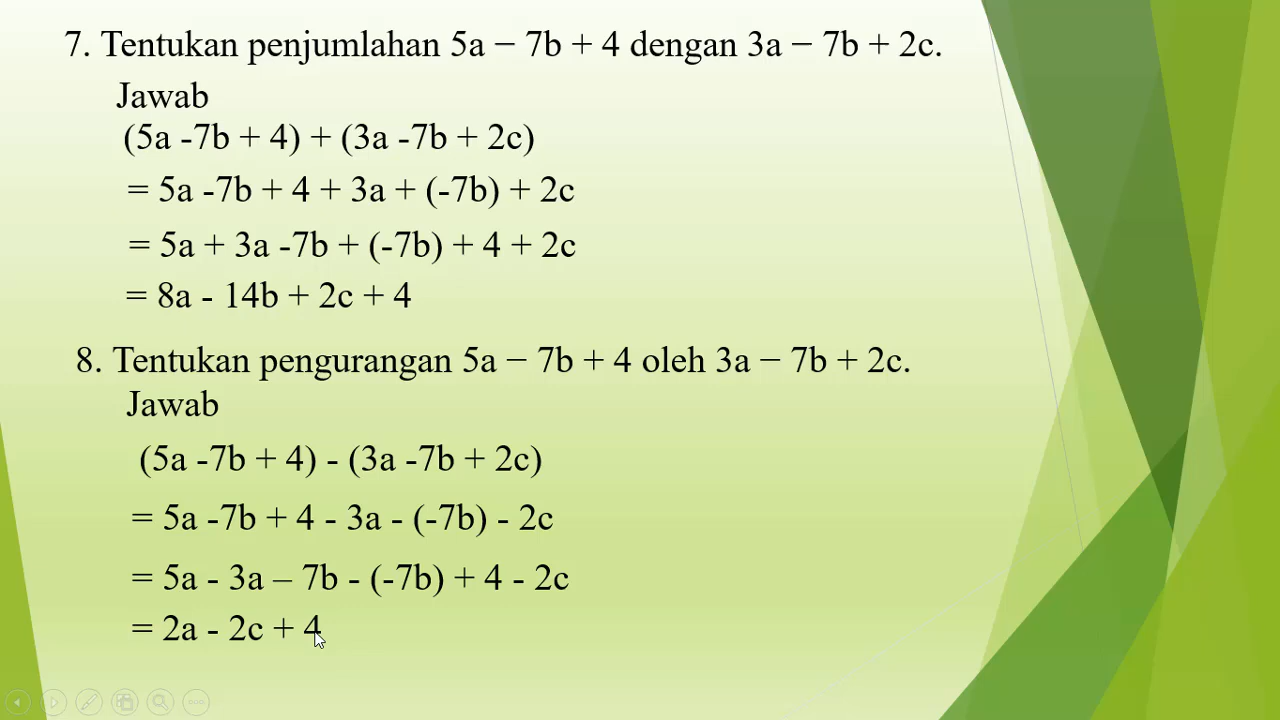 7. Tentukan penjumlahan 5a − 7b + 4 dengan 3a − 7b + 2c.
Jawab
(5a -7b + 4) + (3a -7b + 2c)
= 5a -7b + 4 + 3a + (-7b) + 2c
= 5a + 3a -7b + (-7b) + 4 + 2c
= 8a - 14b + 2c + 4
8. Tentukan pengurangan 5a − 7b + 4 oleh 3a − 7b + 2c.
Jawab
(5a -7b + 4) - (3a -7b + 2c)
= 5a -7b + 4 - 3a - (-7b) - 2c
= 5a - 3a – 7b - (-7b) + 4 - 2c
= 2a - 2c + 4